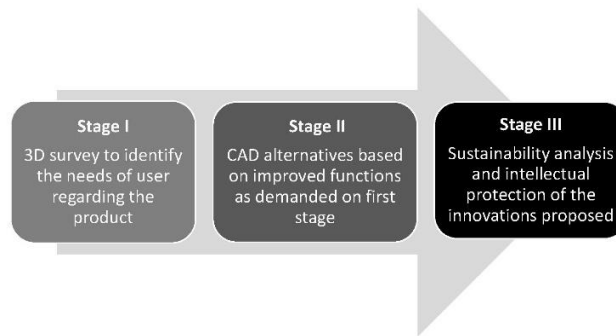 Stage I
3D survey to identify
the needs of user
regarding the
product
Stage II
CAD alternatives based
on improved functions
as demanded on first
stage
Stage III
Sustainability analysis
and intellectual
protection of the
innovations proposed